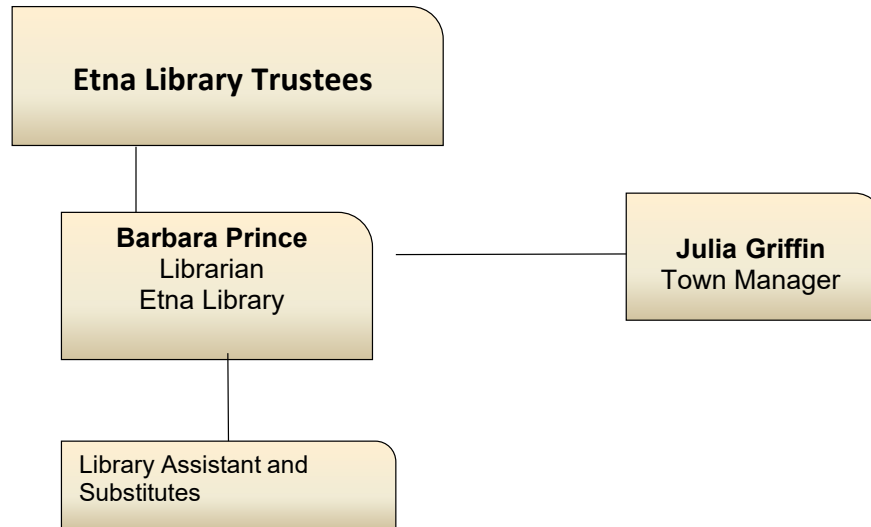 Etna Library Trustees
Barbara Prince
Librarian
Etna Library
Julia Griffin
Town Manager
Library Assistant and
Substitutes